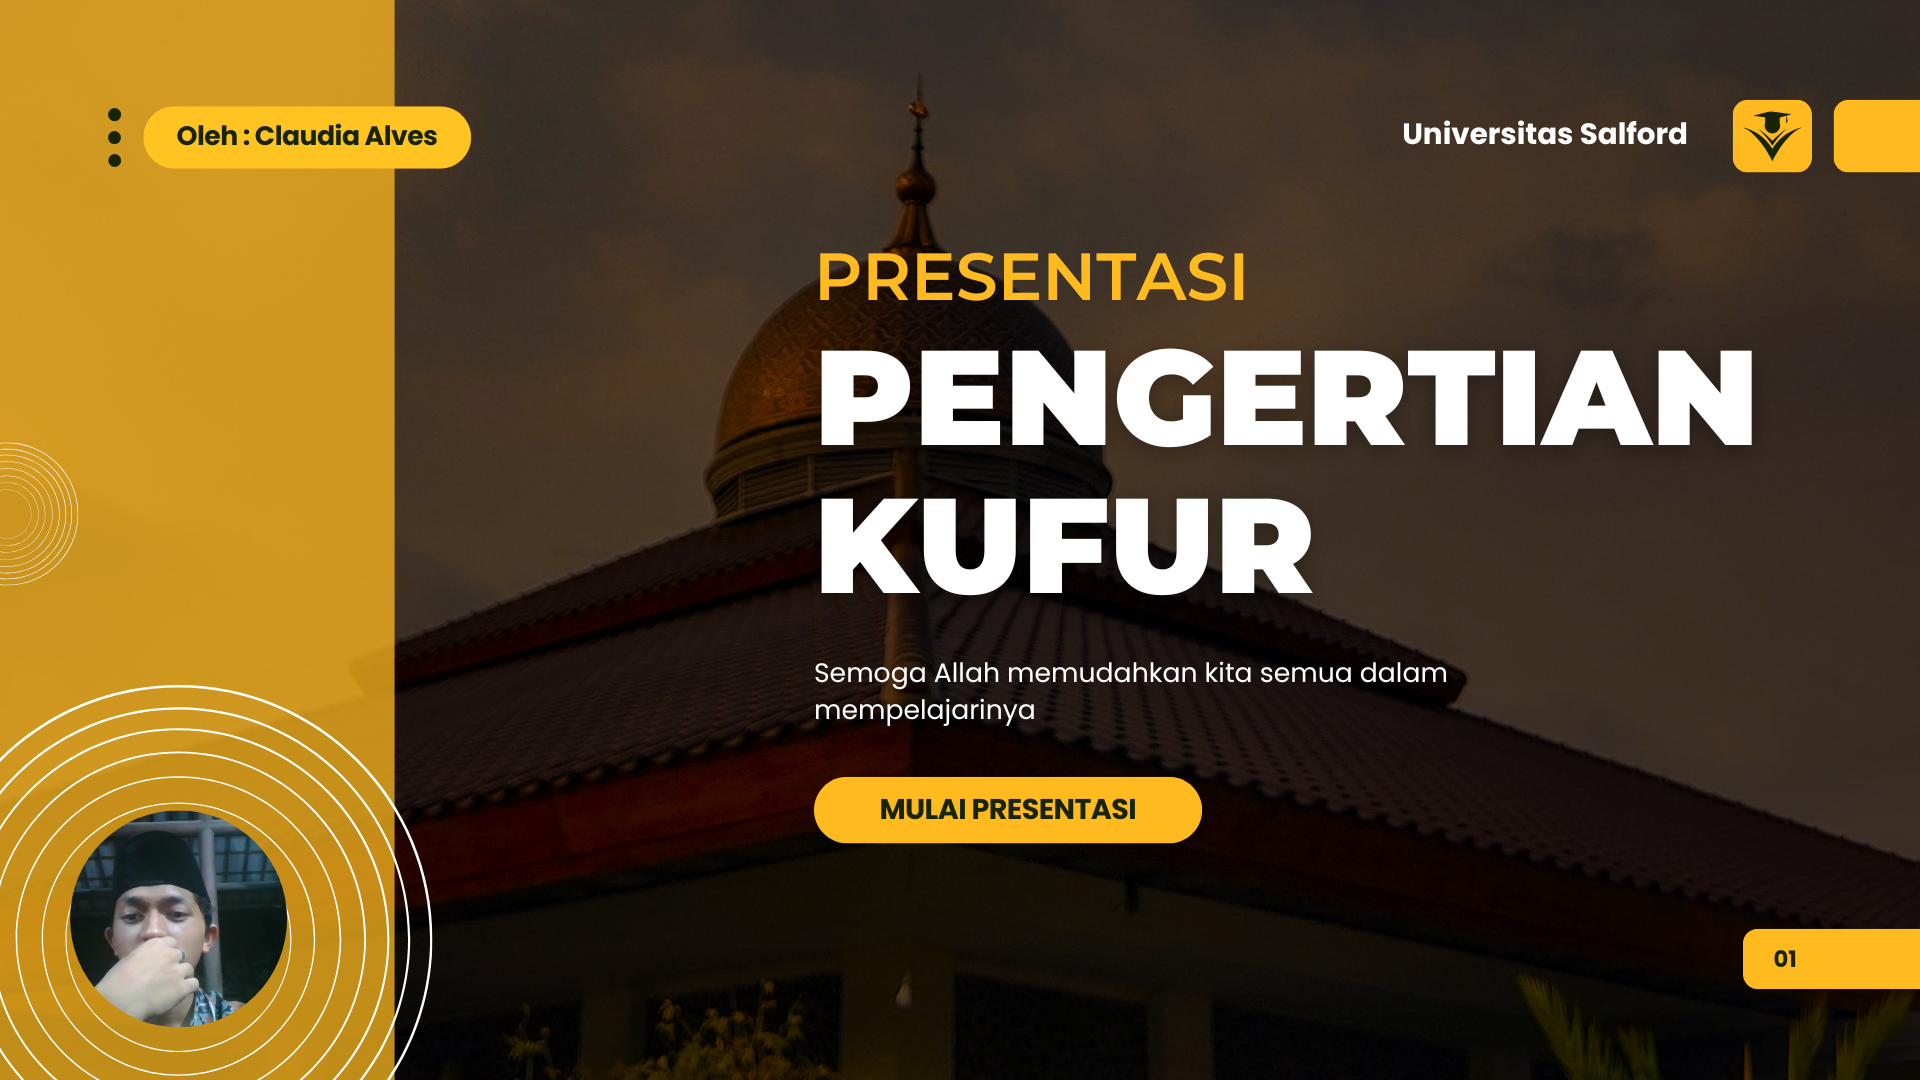 Oleh : Claudia Alves
Universitas Salford
PRESENTASI
PENGERTIAN
KUFUR
Semoga Allah memudahkan kita semua dalam
mempelajarinya
MULAI PRESENTASI
01